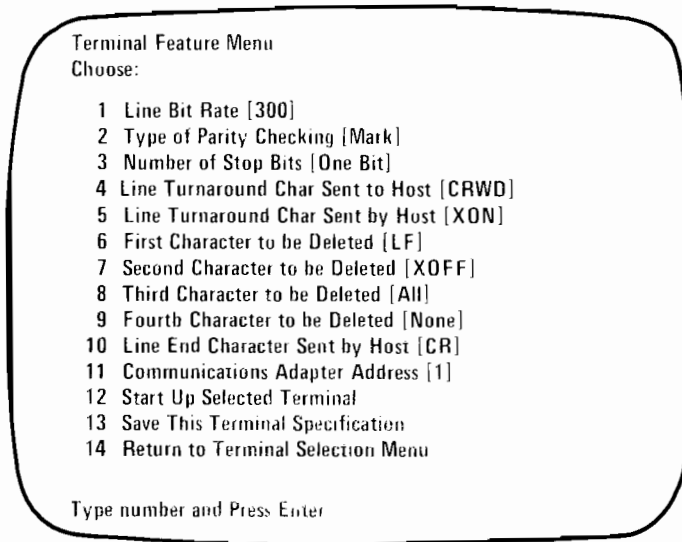 Terminal Feature Menu
Choose:
1 Line Bit Rate [300]
2 Type of Parity Checking [Mark]
3 Number of Stop Bits [One Bit]
4 Line Turnaround Char Sent to Host [CRWD]
5 Line Turnaround Char Sent by Host [XON]
6 First Character to be Deleted [LF]
7 Second Character to be Deleted [XOFF]
8 Third Character to be Deleted [All]
9 Fourth Character to be Deleted [None]
10 Line End Character Sent by Host [CR]
11 Communications Adapter Address [1]
12 Start Up Selected Terminal
13 Save This Terminal Specification
14 Return to Terminal Selection Menu
Type number and Press Enter